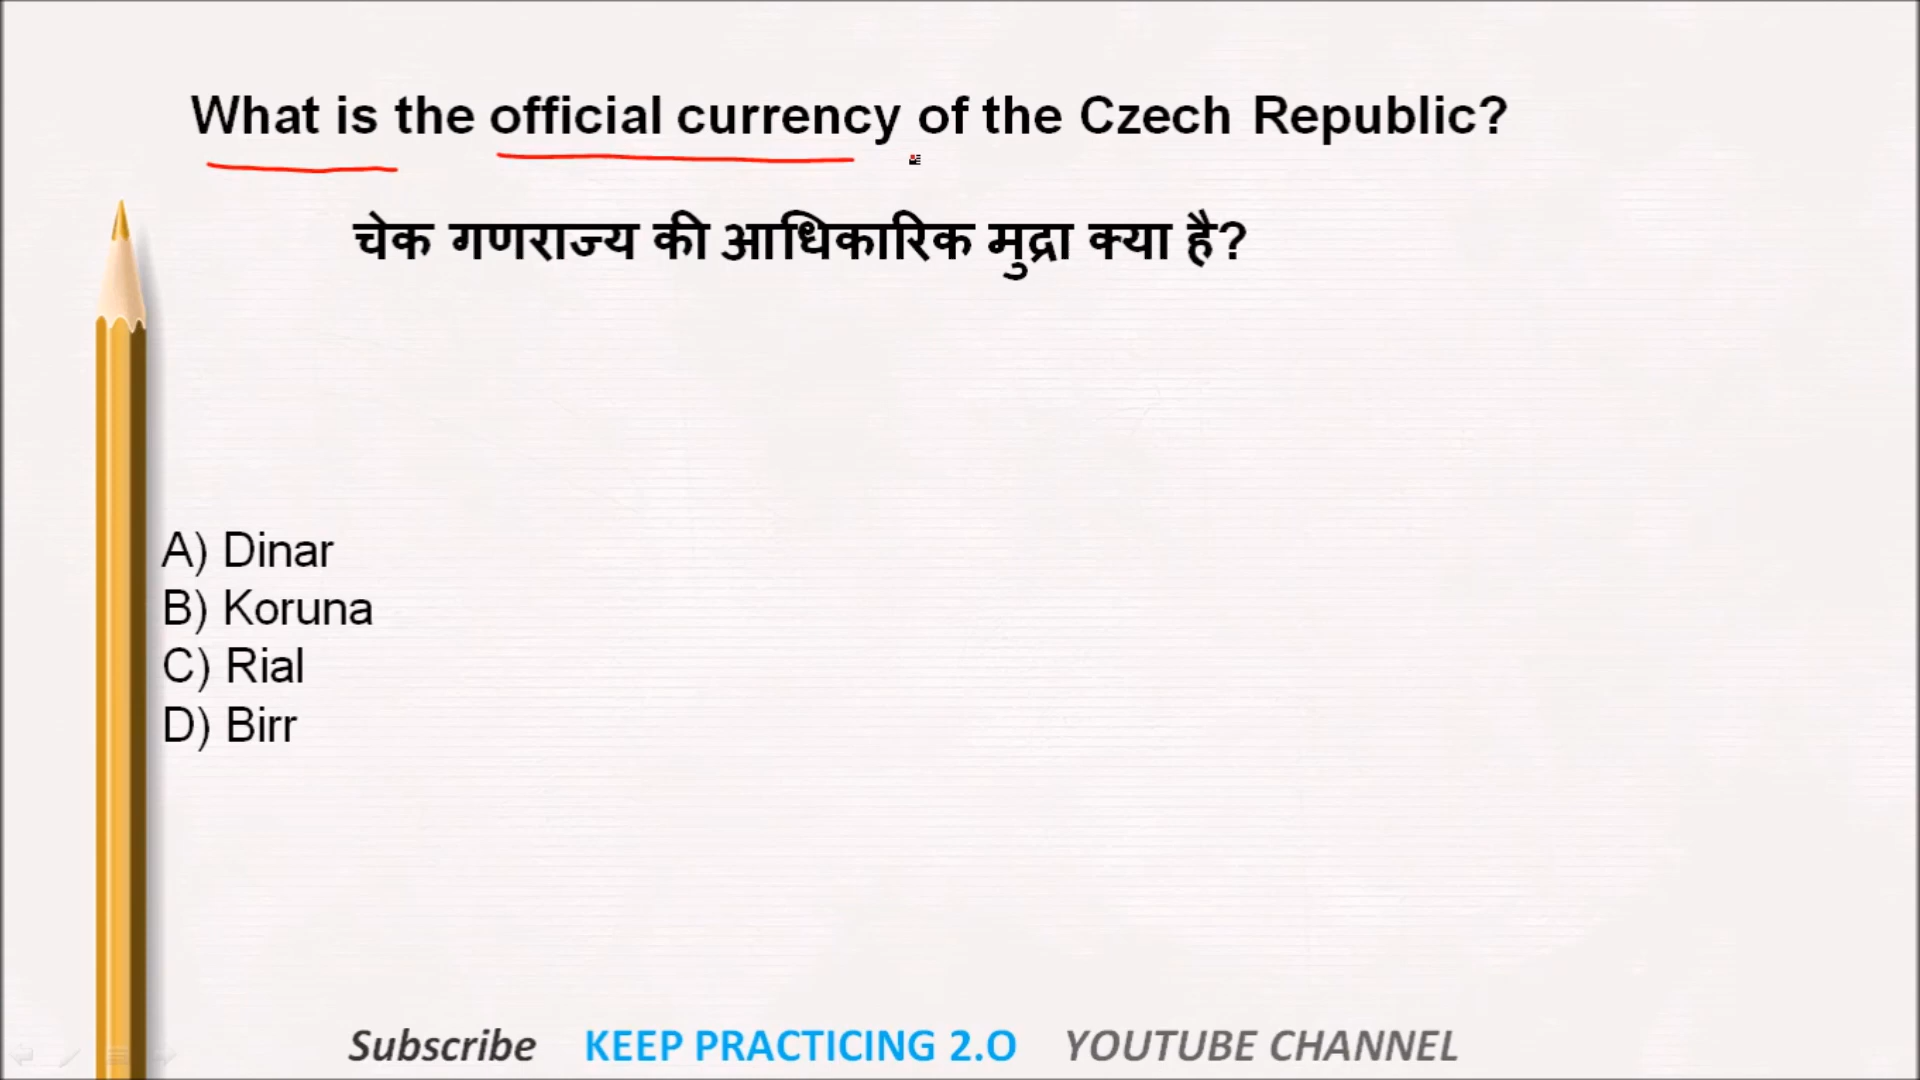 What is the official currency of the Czech Republic?
चेक गणराज्य की आधिकारिक मुद्रा क्या है?
A) Dinar
B) Koruna
C) Rial
D) Birr
Subscribe KEEP PRACTICING 2.O YOUTUBE CHANNEL